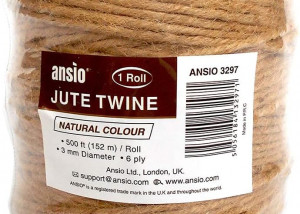 ansio®
1 Roll
ANSIO 3297
JUTE TWINE
NATURAL COLOUR
• 500 ft (152 m) / Roll
• 3 mm Diameter • 6 ply
Made in P.R.C.
Ansio Ltd., London, UK.
support@ansio.com www.ansio.com
ANSIO® is a registered trade mark in the U.K and throughout the world.